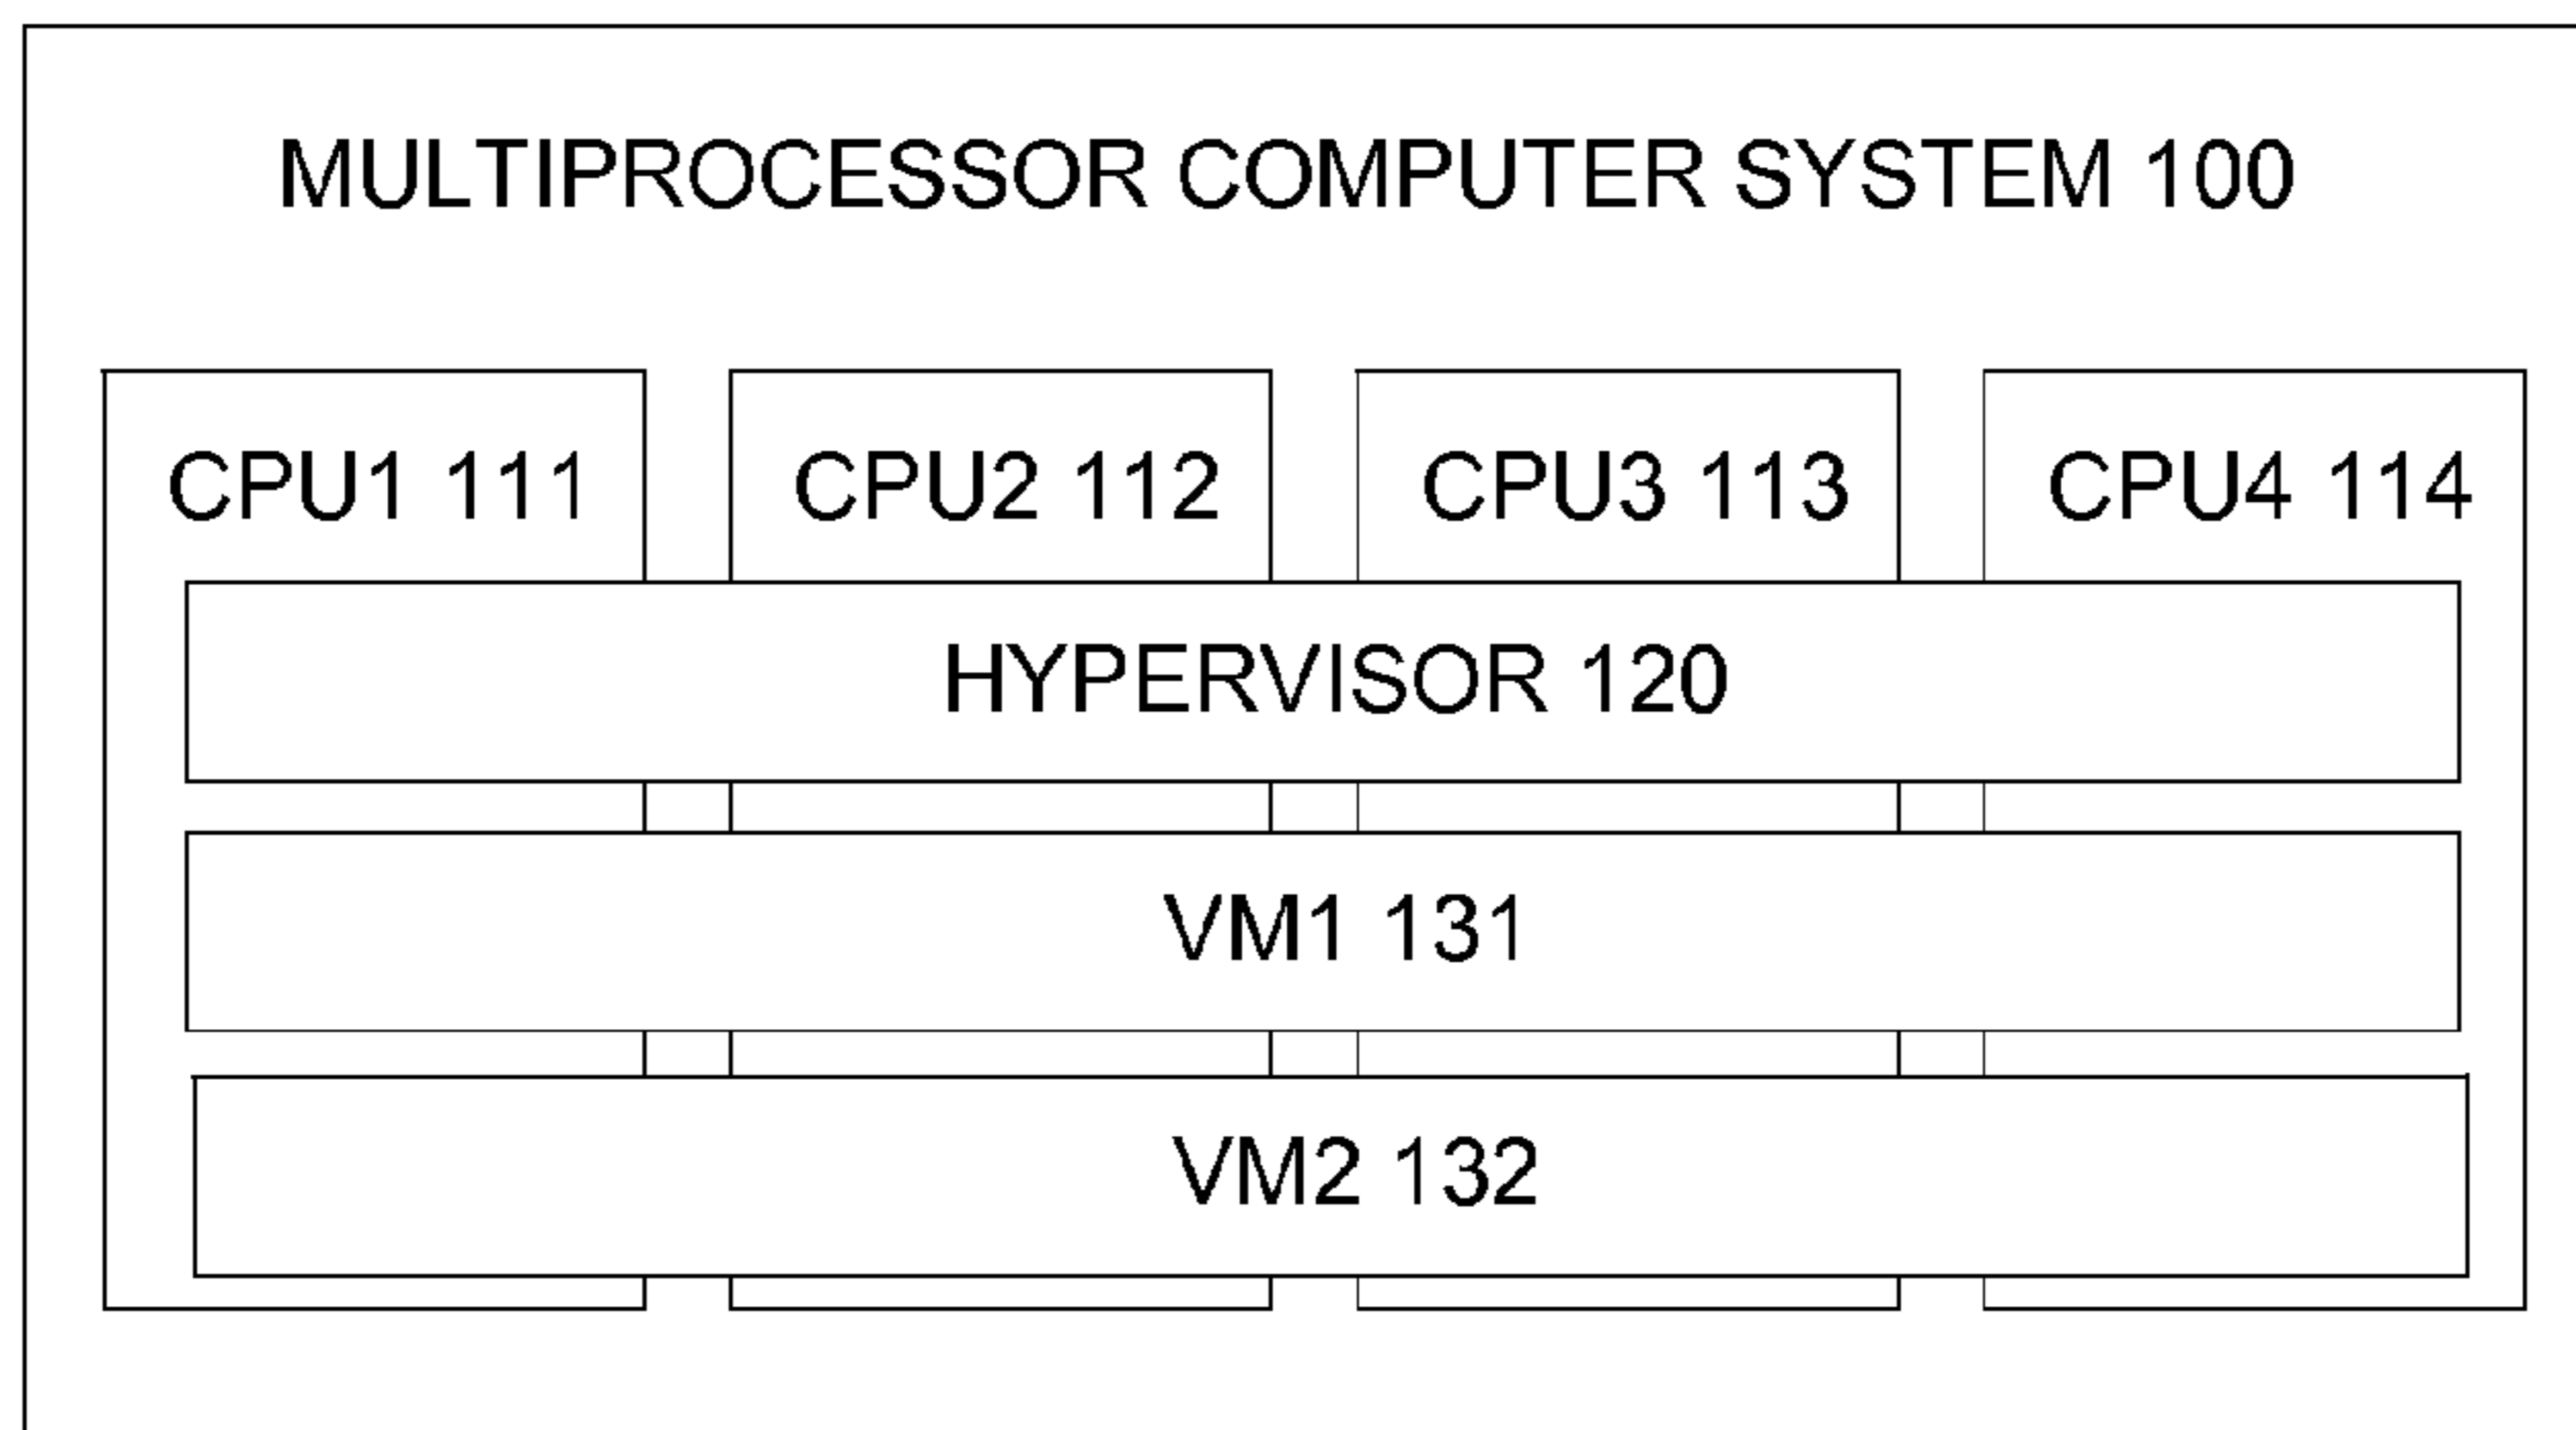 MULTIPROCESSOR COMPUTER SYSTEM 100
CPU1 111 CPU2 112 CPU3 113 CPU4 114
HYPERVISOR 120
VM1 131
VM2 132